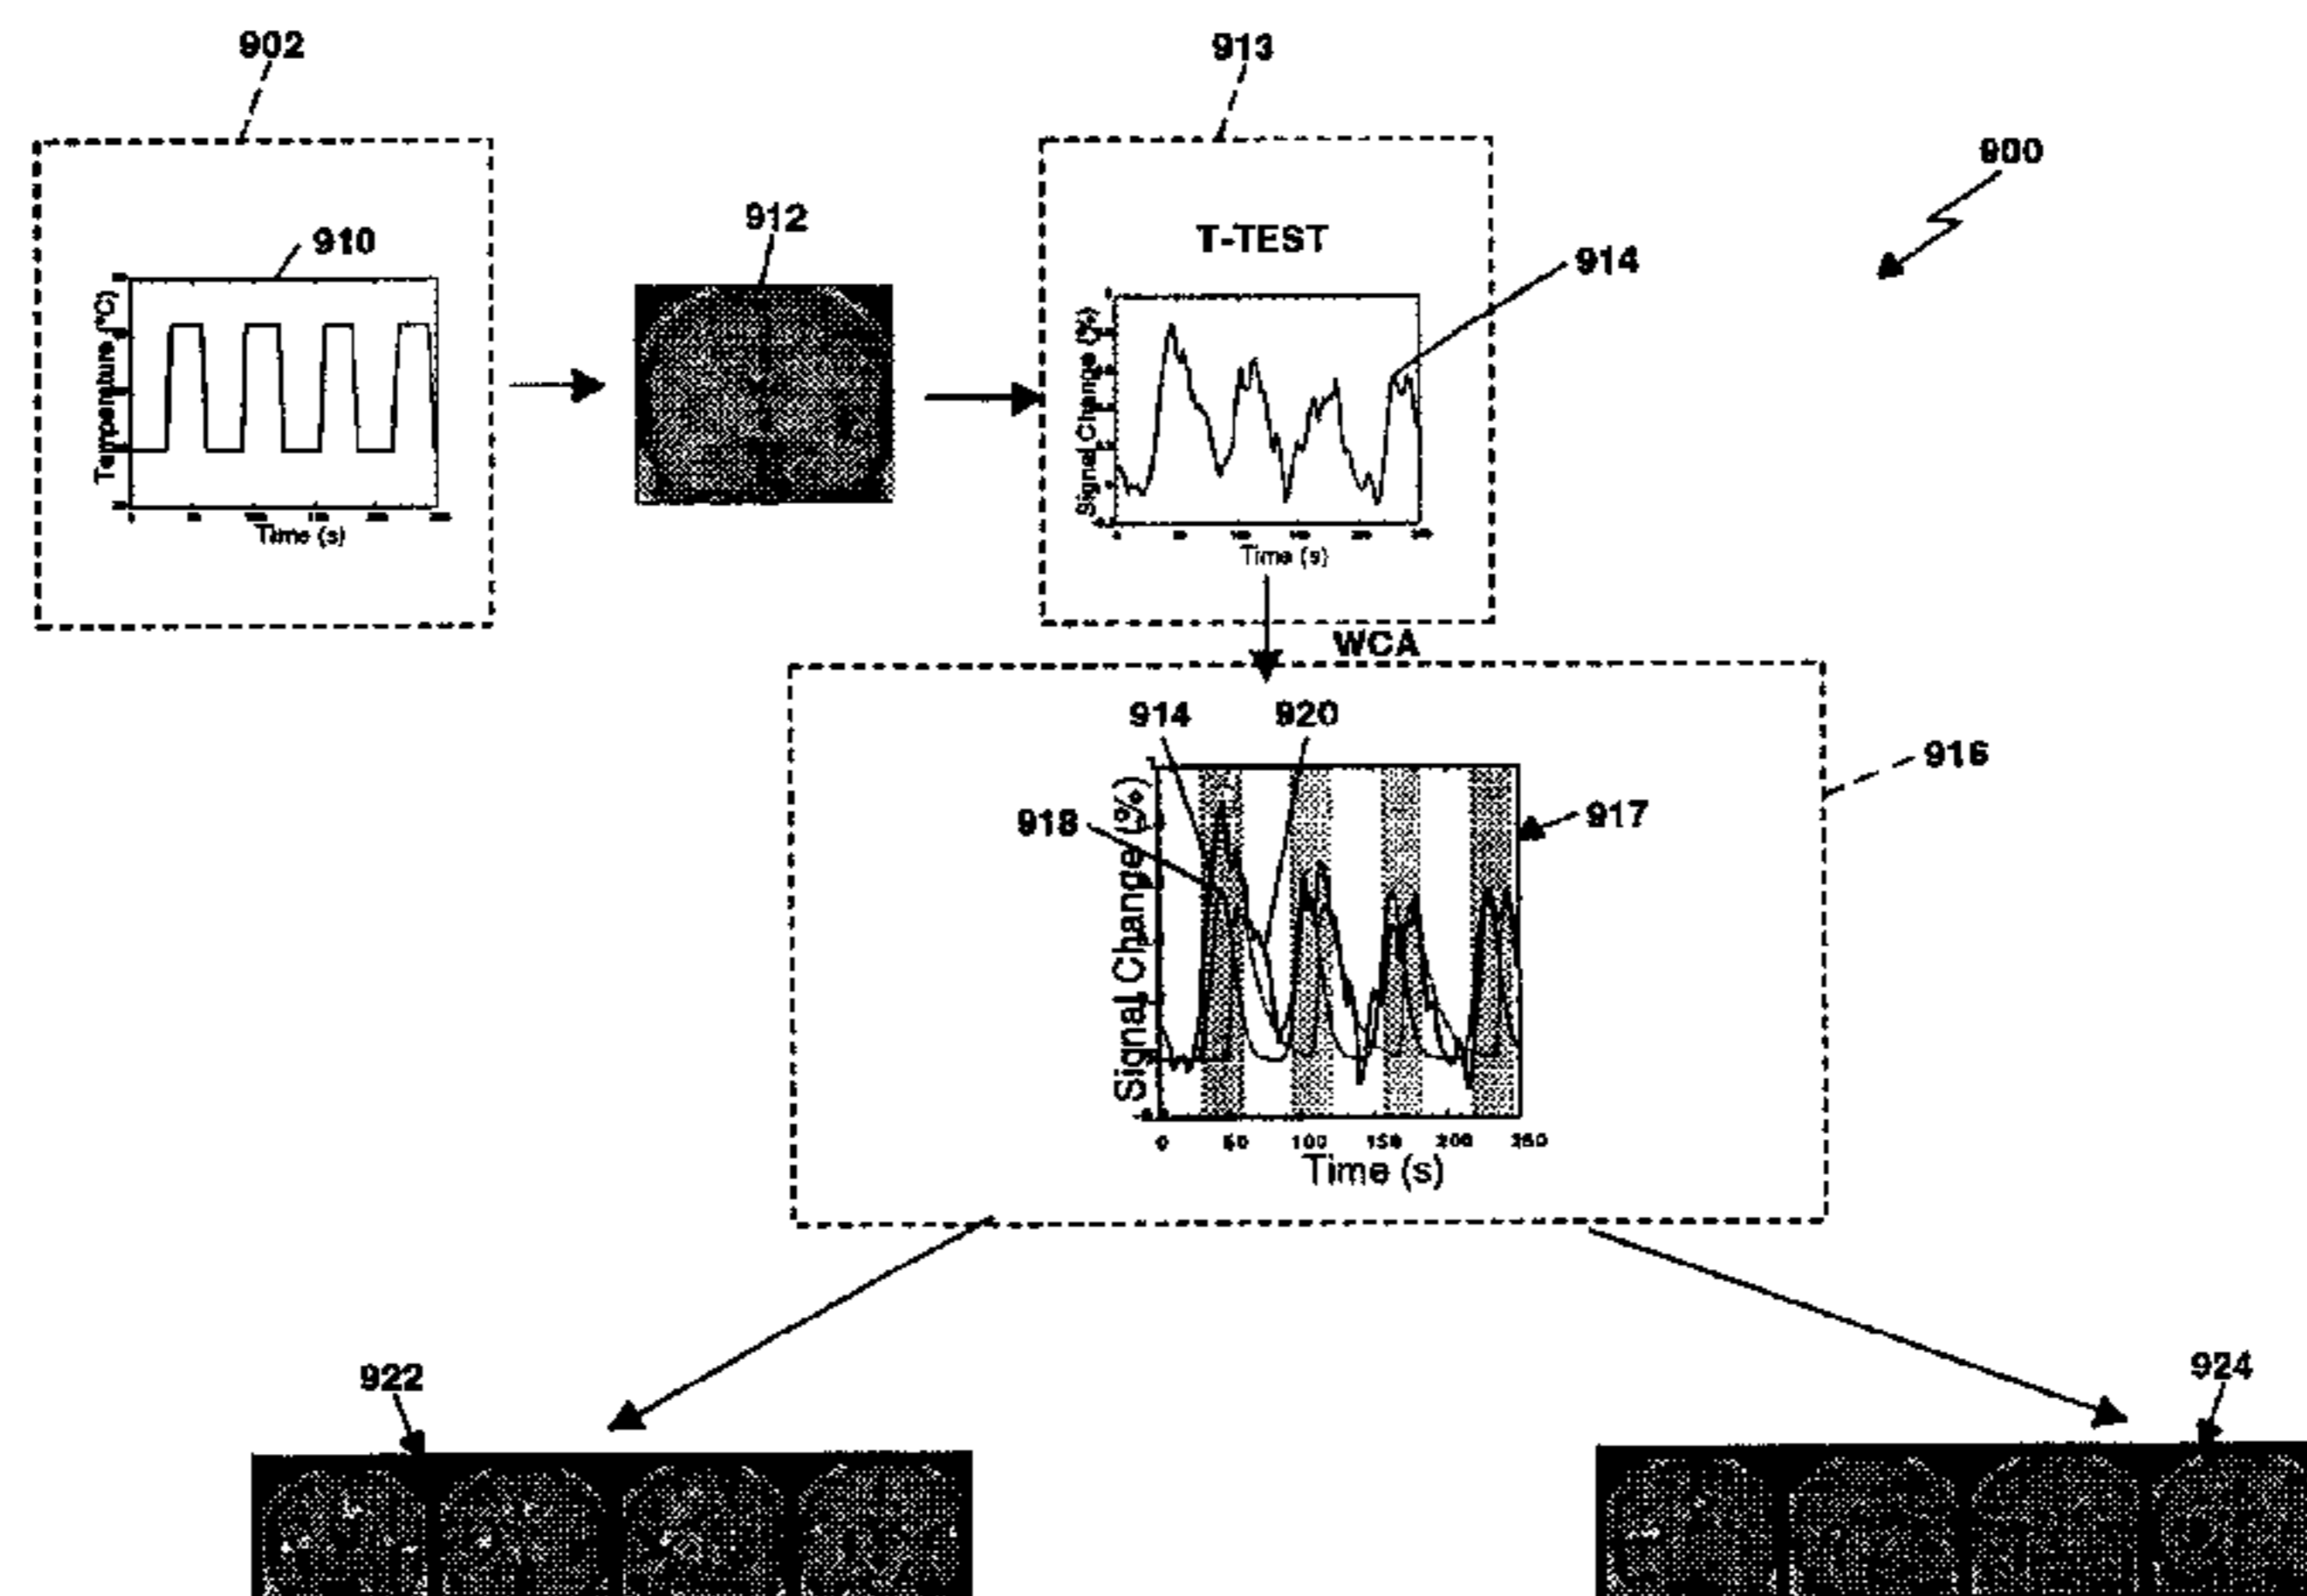 902
913
900
910
912
T-TEST
914
Temperature (°C)
Signal Change (%)
Time (s)
Time (s)
WCA
914
920
916
918
917
Signal Change (%)
0 50 100 150 200 250
Time (s)
922
924